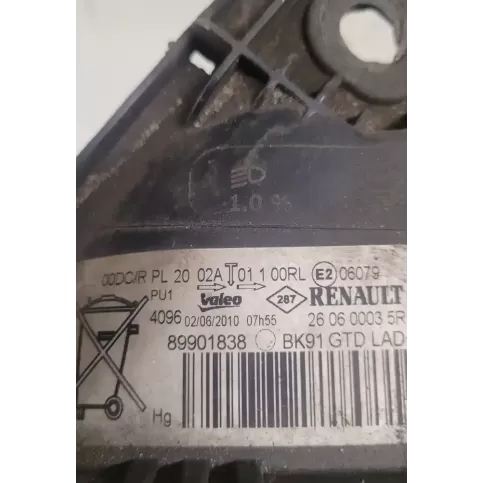 1.0 %
00DC/R PL 20 02A 01 1 00RL E2 06079
PU1 Valeo 287 RENAULT
4096 02/06/2010 07h55 26 06 0003 5R
89901838 BK91 GTD LAD
Hg